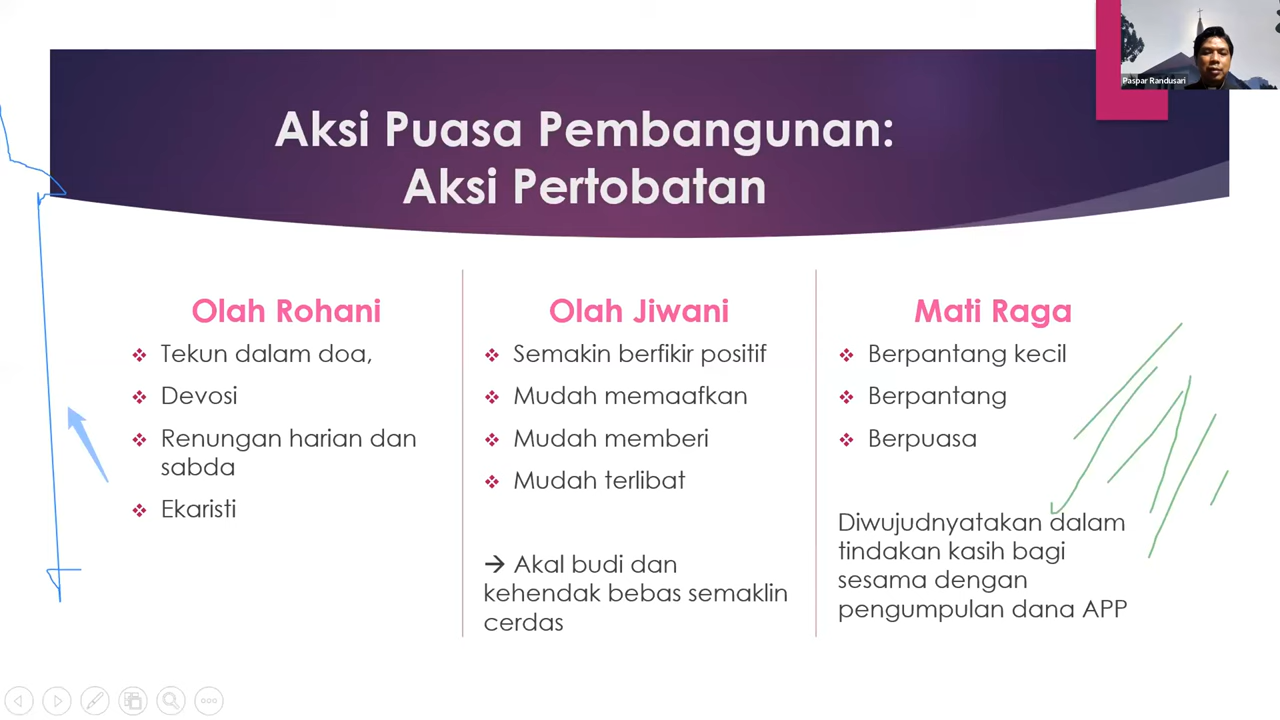 Paspar Randusari
Aksi Puasa Pembangunan:
Aksi Pertobatan
Olah Rohani
Tekun dalam doa,
Devosi
Renungan harian dan
sabda
Ekaristi
Olah Jiwani
Semakin berfikir positif
Mudah memaafkan
Mudah memberi
Mudah terlibat
→ Akal budi dan
kehendak bebas semaklin
cerdas
Mati Raga
Berpantang kecil
Berpantang
Berpuasa
Diwujudnyatakan dalam
tindakan kasih bagi
sesama dengan
pengumpulan dana APP